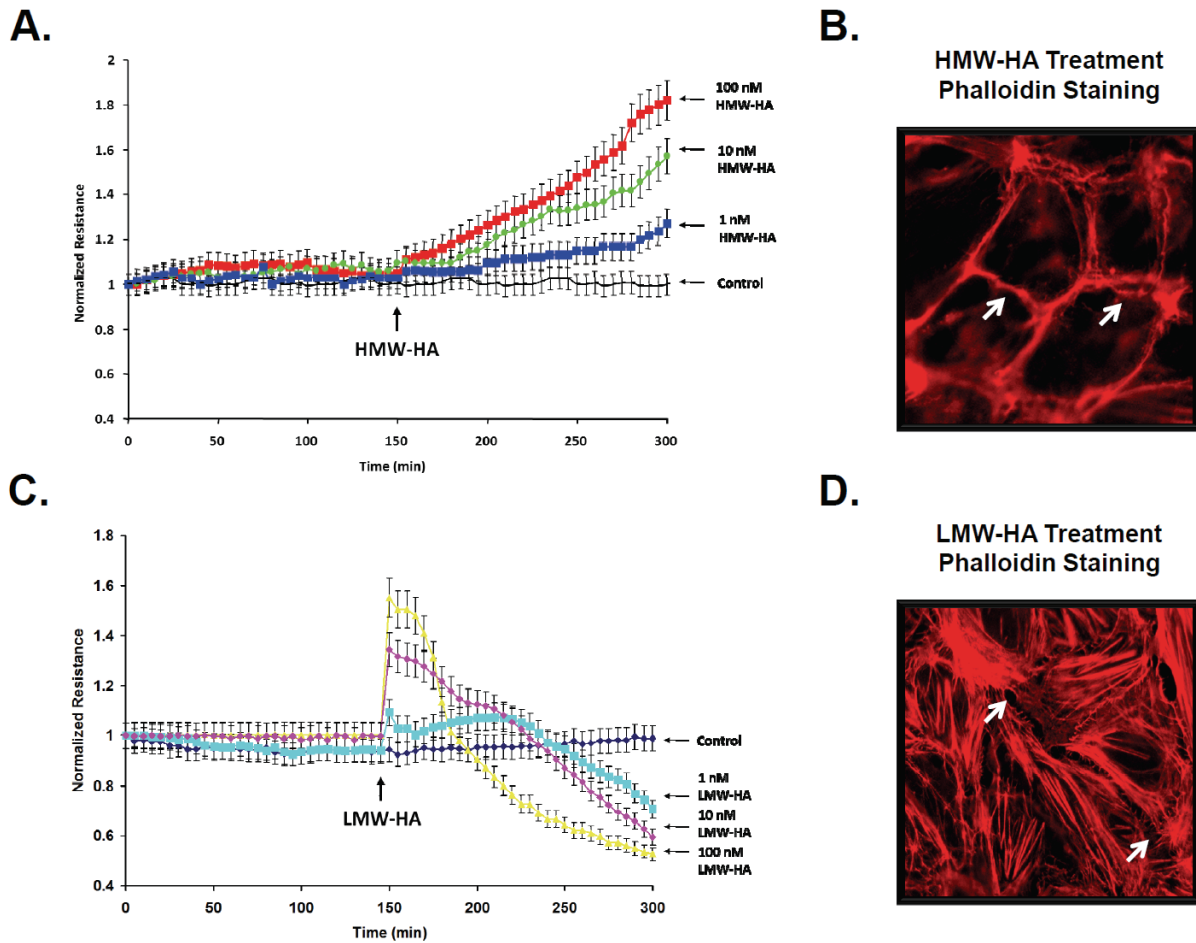 A.
Normalized Resistance
2
1.8
1.6
1.4
1.2
1
0.8
0.6
0.4
0
50
100
150
200
250
300
Time (min)
HMW-HA
100 nM
HMW-HA
10 nM
HMW-HA
1 nM
HMW-HA
Control
B.
HMW-HA Treatment
Phalloidin Staining
C.
Normalized Resistance
1.8
1.6
1.4
1.2
1
0.8
0.6
0.4
0
50
100
150
200
250
300
Time (min)
LMW-HA
Control
1 nM
LMW-HA
10 nM
LMW-HA
100 nM
LMW-HA
D.
LMW-HA Treatment
Phalloidin Staining